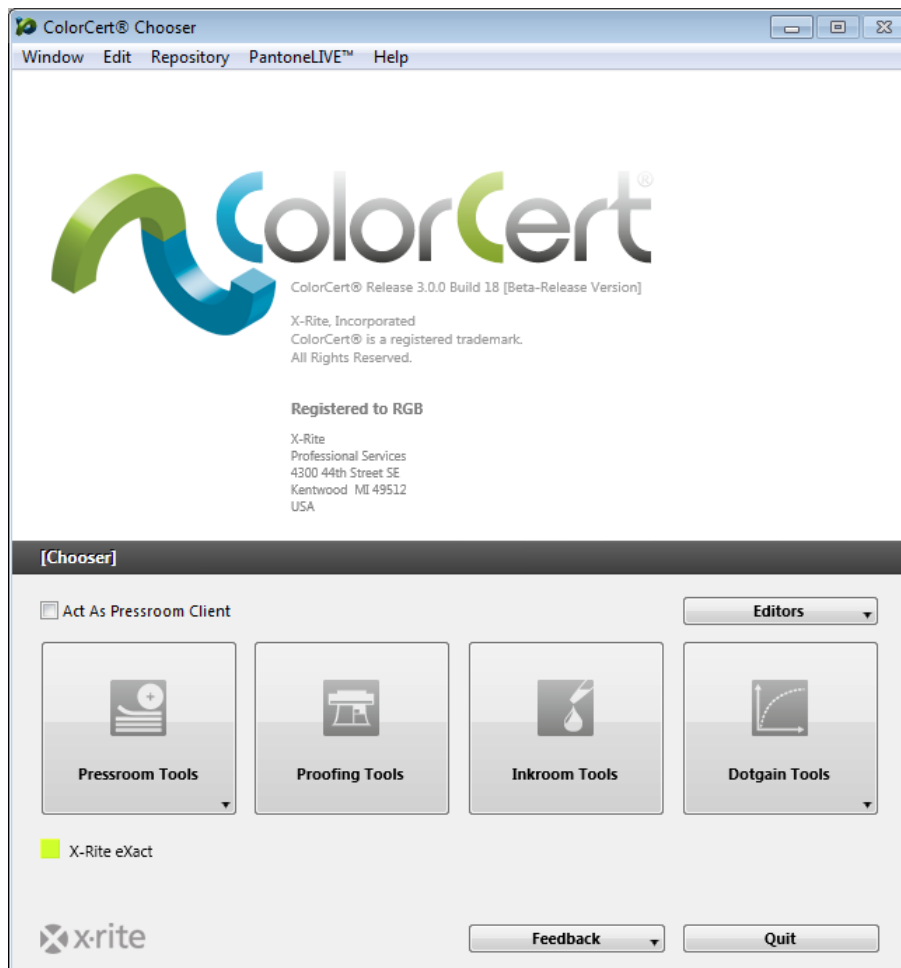 ColorCert® Chooser
Window Edit Repository PantoneLIVE™ Help
ColorCert®
ColorCert® Release 3.0.0 Build 18 [Beta-Release Version]
X-Rite, Incorporated
ColorCert® is a registered trademark.
All Rights Reserved.
Registered to RGB
X-Rite
Professional Services
4300 44th Street SE
Kentwood MI 49512
USA
[Chooser]
Act As Pressroom Client
Editors
Pressroom Tools
Proofing Tools
Inkroom Tools
Dotgain Tools
X-Rite eXact
x·rite
Feedback
Quit